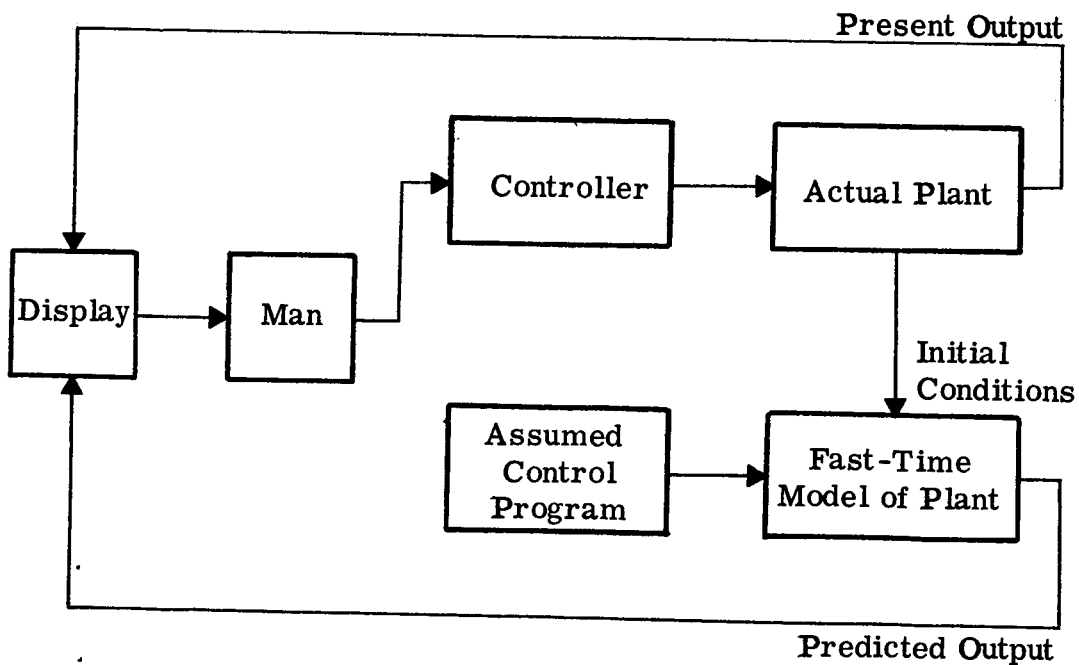 Present Output
Controller
Actual Plant
Display
Man
Initial
Conditions
Assumed
Control
Program
Fast-Time
Model of Plant
Predicted Output